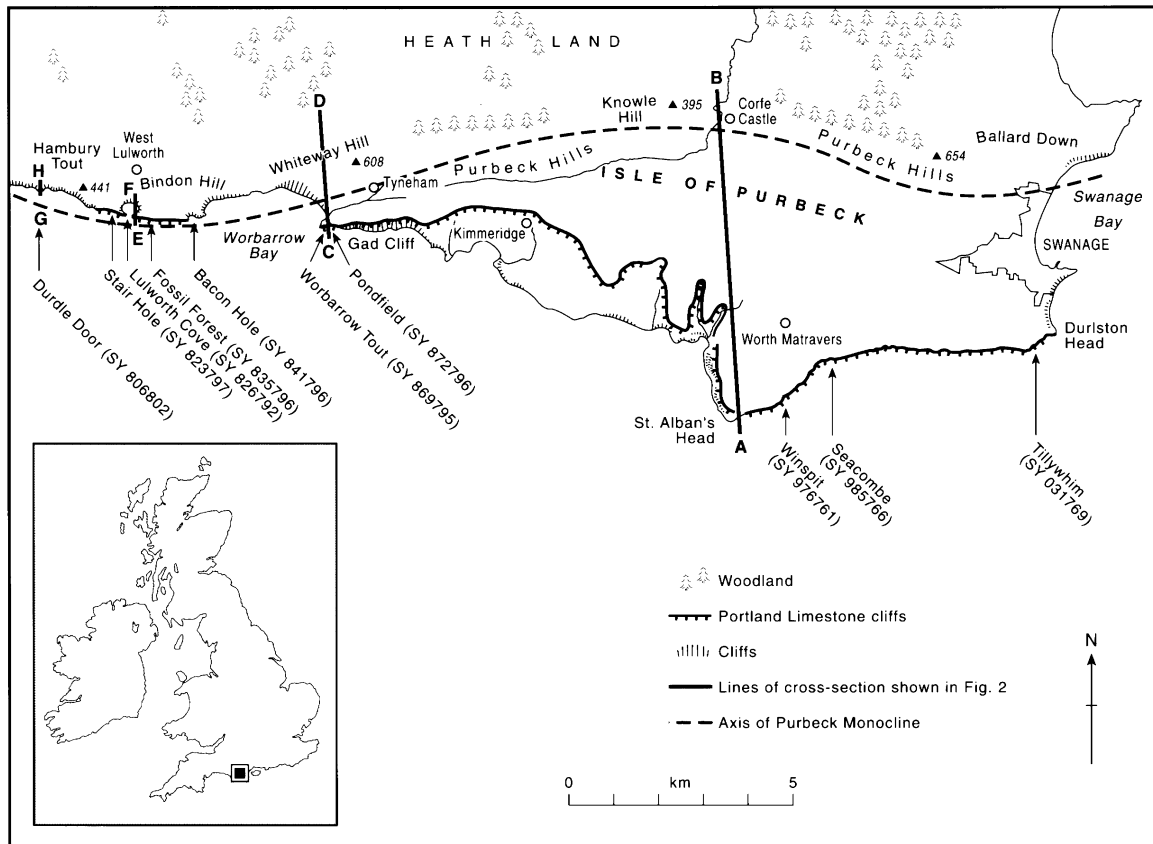 HEATH LAND
B
D
Knowle
Hill
395
Corfe
Castle
West
Lulworth
Hambury
Tout
H
441
F
Bindon Hill
Whiteway Hill
608
Purbeck Hills
Purbeck Hills
654
Ballard Down
Tyneham
ISLE OF PURBECK
G
E
Worbarrow
Bay
C
Gad Cliff
Kimmeridge
Swanage
Bay
SWANAGE
Durlston
Head
Worth Matravers
St. Alban's
Head
A
Durdle Door (SY 806802)
Stair Hole (SY 823797)
Lulworth Cove (SY 826792)
Fossil Forest (SY 835796)
Bacon Hole (SY 841796)
Worbarrow Tout (SY 869795)
Pondfield (SY 872796)
Winspit
(SY 976761)
Seacombe
(SY 985766)
Tillywhim
(SY 031769)
Woodland
Portland Limestone cliffs
Cliffs
Lines of cross-section shown in Fig. 2
Axis of Purbeck Monocline
N
0 km 5